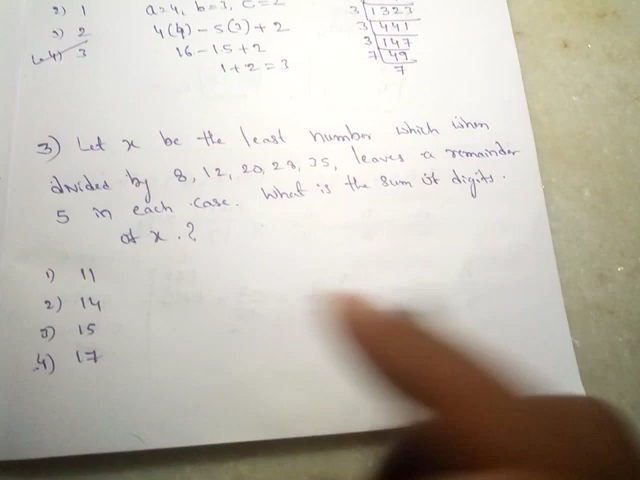 2) 1
a=4, b=3, c=2
3) 2
4(4) - 5(3) + 2
4) 3
16 - 15 + 2
1 + 2 = 3
3 1323
3 441
3 147
7 49
7
3) Let x be the least number which when
divided by 8, 12, 20, 28, 35, leaves a remainder
5 in each case. What is the sum of digits.
of x.?
1) 11
2) 14
3) 15
4) 17